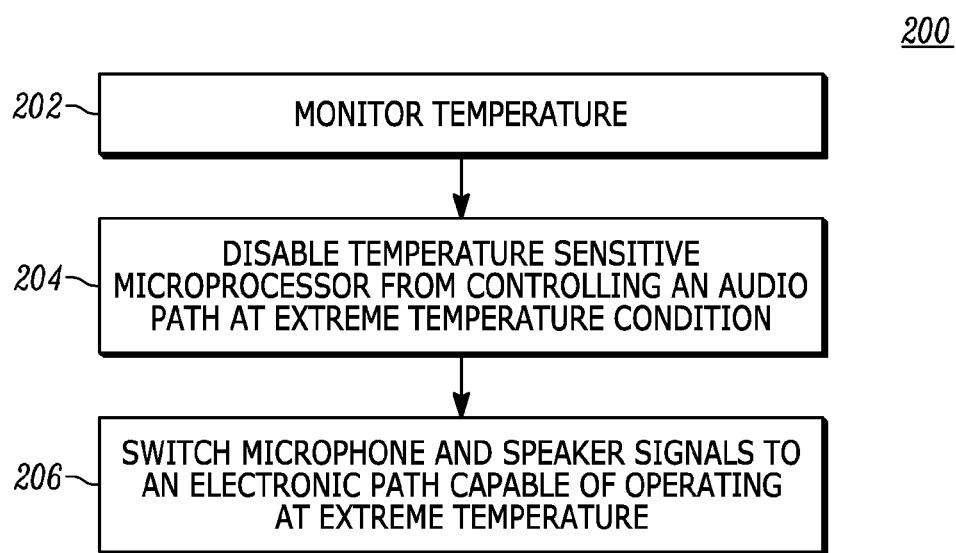 200
202
MONITOR TEMPERATURE
204
DISABLE TEMPERATURE SENSITIVE
MICROPROCESSOR FROM CONTROLLING AN AUDIO
PATH AT EXTREME TEMPERATURE CONDITION
206
SWITCH MICROPHONE AND SPEAKER SIGNALS TO
AN ELECTRONIC PATH CAPABLE OF OPERATING
AT EXTREME TEMPERATURE